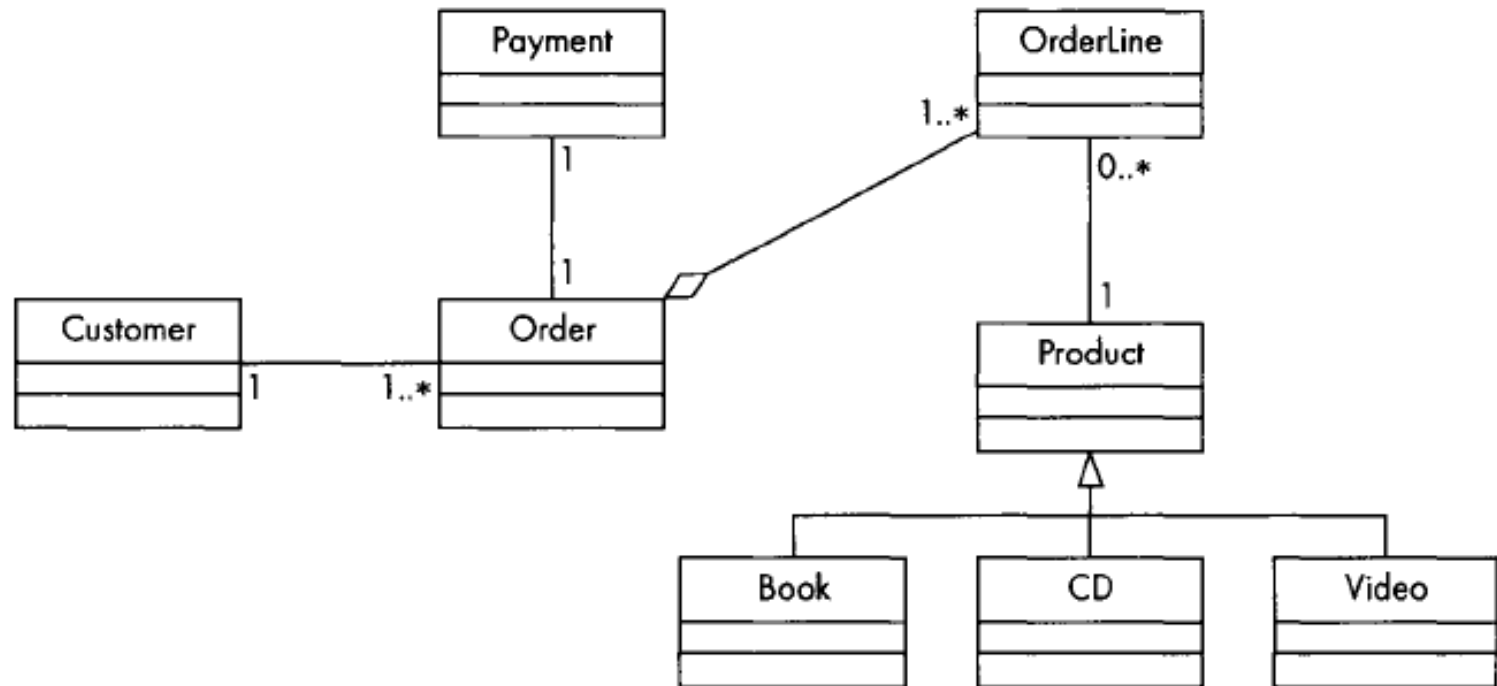 Payment
OrderLine
1..*
1
0..*
1
1
Customer
Order
Product
1
1..*
Book
CD
Video